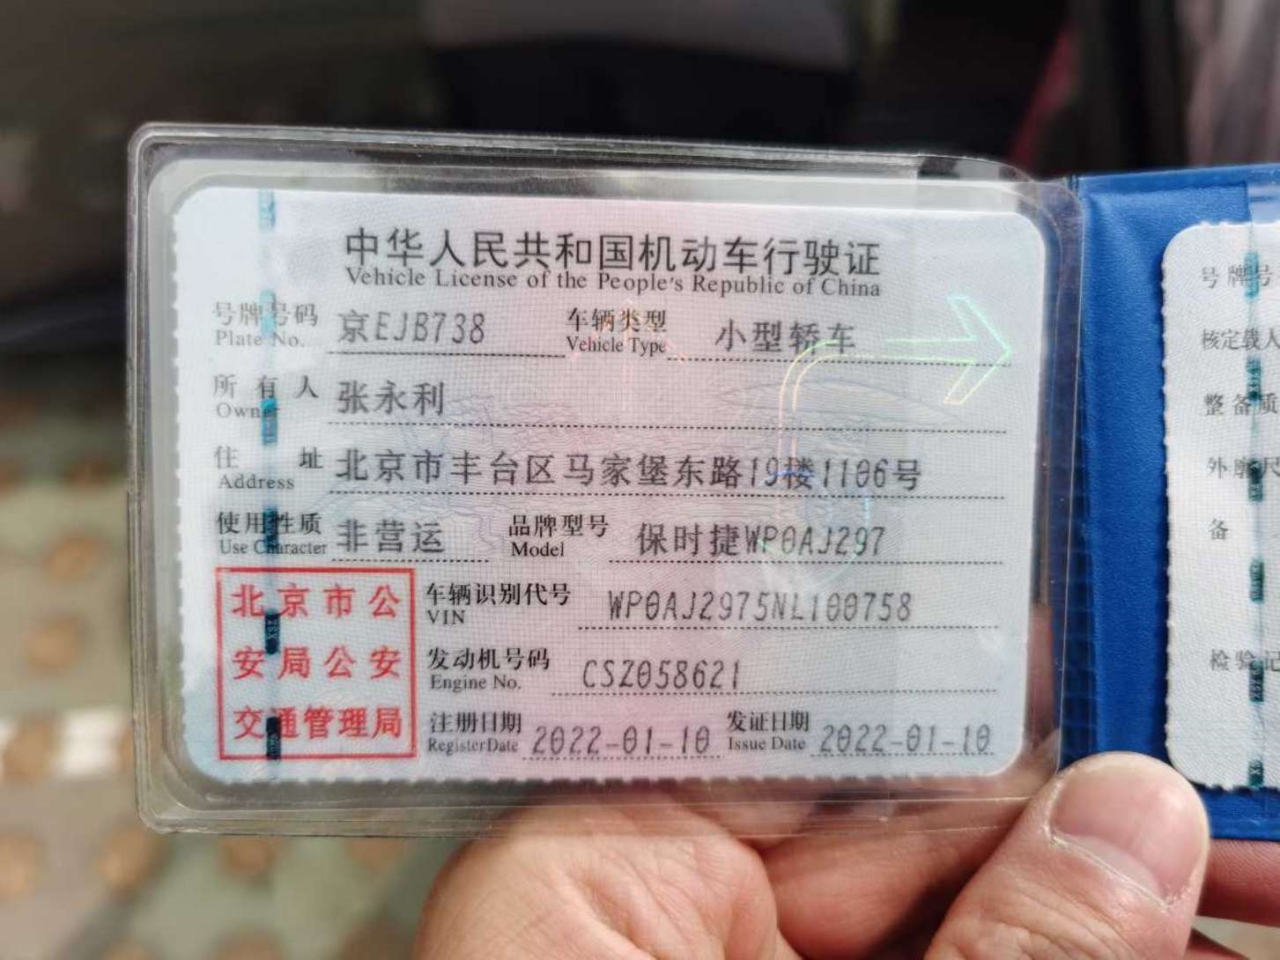 中华人民共和国机动车行驶证
Vehicle License of the People's Republic of China
号牌号码 京EJB738 车辆类型 小型轿车
Plate No. Vehicle Type
所有人 张永利
Owner
住址 北京市丰台区马家堡东路19楼1106号
Address
使用性质 非营运 品牌型号 保时捷WP0AJ297
Use Character Model
北京市公
安局公安
交通管理局
车辆识别代号 WP0AJ2975NL100758
VIN
发动机号码 CSZ058621
Engine No.
注册日期 2022-01-10 发证日期 2022-01-10
Register Date Issue Date
号牌号
核定载人
整备质
外廓尺
备
检验记